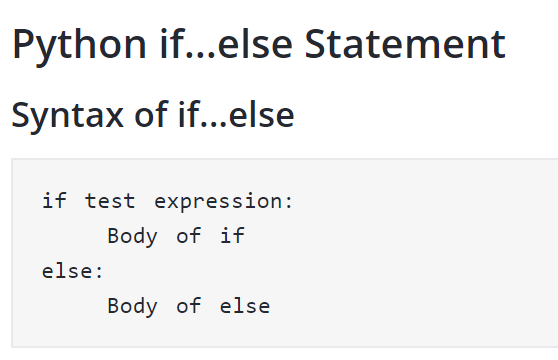 Python if...else Statement
Syntax of if...else
if test expression:
Body of if
else:
Body of else